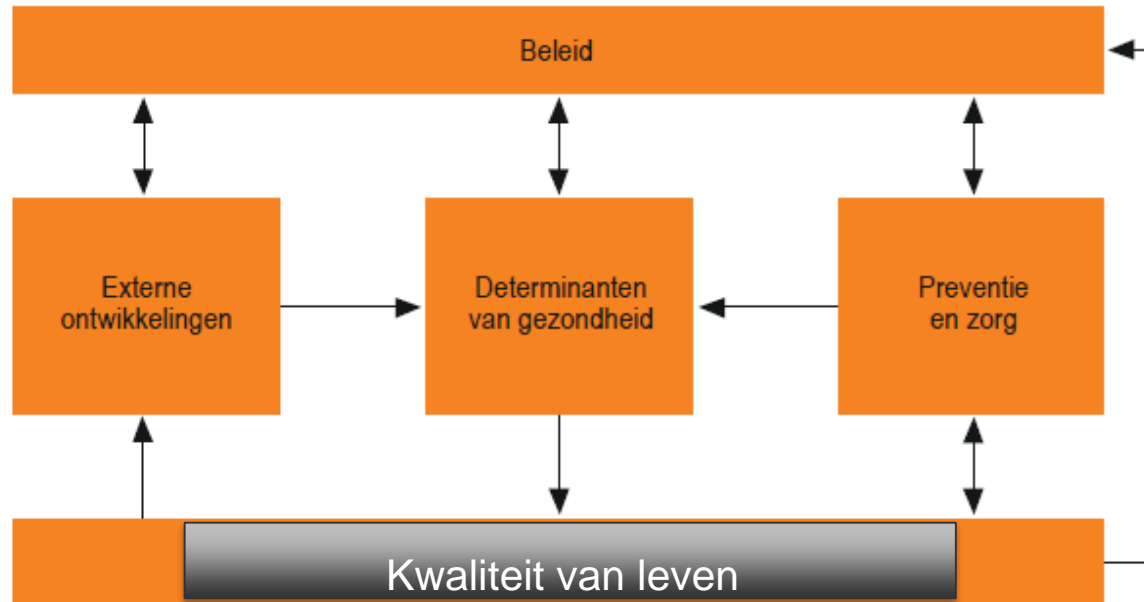 Beleid
Externe
ontwikkelingen
Determinanten
van gezondheid
Preventie
en zorg
Kwaliteit van leven